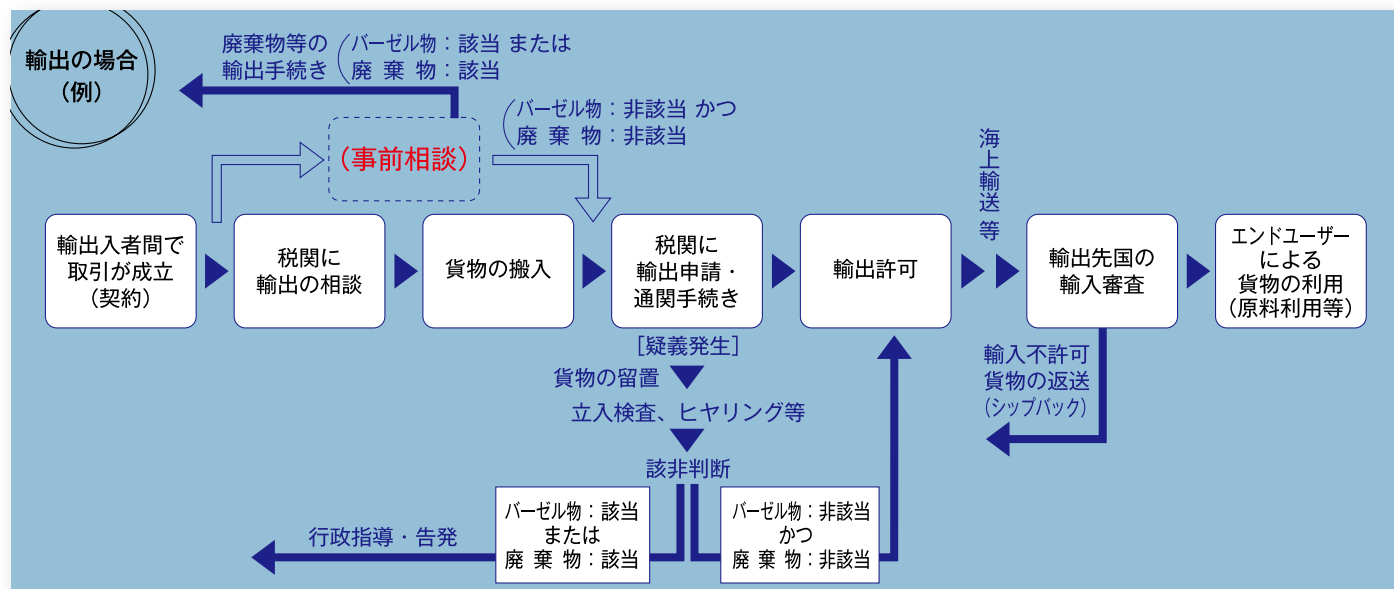 輸出の場合
（例）
廃棄物等の
輸出手続き
バーゼル物：該当 または
廃 棄 物：該当
バーゼル物：非該当 かつ
廃 棄 物：非該当
（事前相談）
輸出入者間で
取引が成立
（契約）
税関に
輸出の相談
貨物の搬入
税関に
輸出申請・
通関手続き
輸出許可
海上輸送 等
輸出先国の
輸入審査
エンドユーザー
による
貨物の利用
（原料利用等）
［疑義発生］
貨物の留置
立入検査、ヒヤリング等
該非判断
輸入不許可
貨物の返送
（シップバック）
バーゼル物：該当
または
廃 棄 物：該当
バーゼル物：非該当
かつ
廃 棄 物：非該当
行政指導・告発